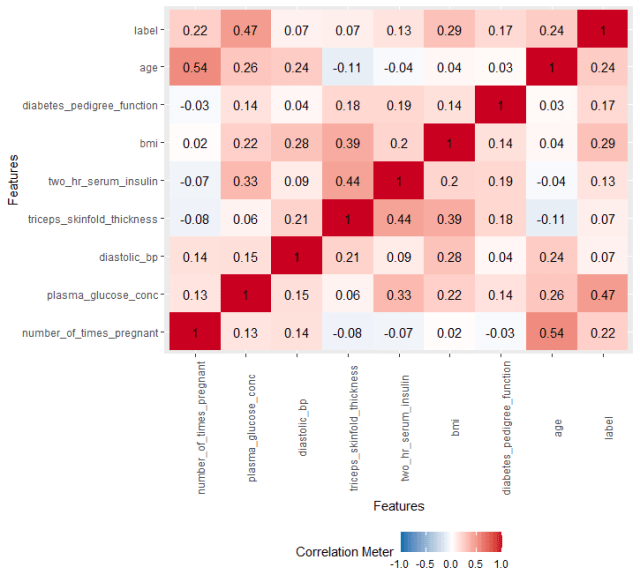 label 0.22 0.47 0.07 0.07 0.13 0.29 0.17 0.24 1
age 0.54 0.26 0.24 -0.11 -0.04 0.04 0.03 1 0.24
diabetes_pedigree_function -0.03 0.14 0.04 0.18 0.19 0.14 1 0.03 0.17
bmi 0.02 0.22 0.28 0.39 0.2 1 0.14 0.04 0.29
two_hr_serum_insulin -0.07 0.33 0.09 0.44 1 0.2 0.19 -0.04 0.13
triceps_skinfold_thickness -0.08 0.06 0.21 1 0.44 0.39 0.18 -0.11 0.07
diastolic_bp 0.14 0.15 1 0.21 0.09 0.28 0.04 0.24 0.07
plasma_glucose_conc 0.13 1 0.15 0.06 0.33 0.22 0.14 0.26 0.47
number_of_times_pregnant 1 0.13 0.14 -0.08 -0.07 0.02 -0.03 0.54 0.22
Features
number_of_times_pregnant
plasma_glucose_conc
diastolic_bp
triceps_skinfold_thickness
two_hr_serum_insulin
bmi
diabetes_pedigree_function
age
label
Features
Correlation Meter
-1.0 -0.5 0.0 0.5 1.0